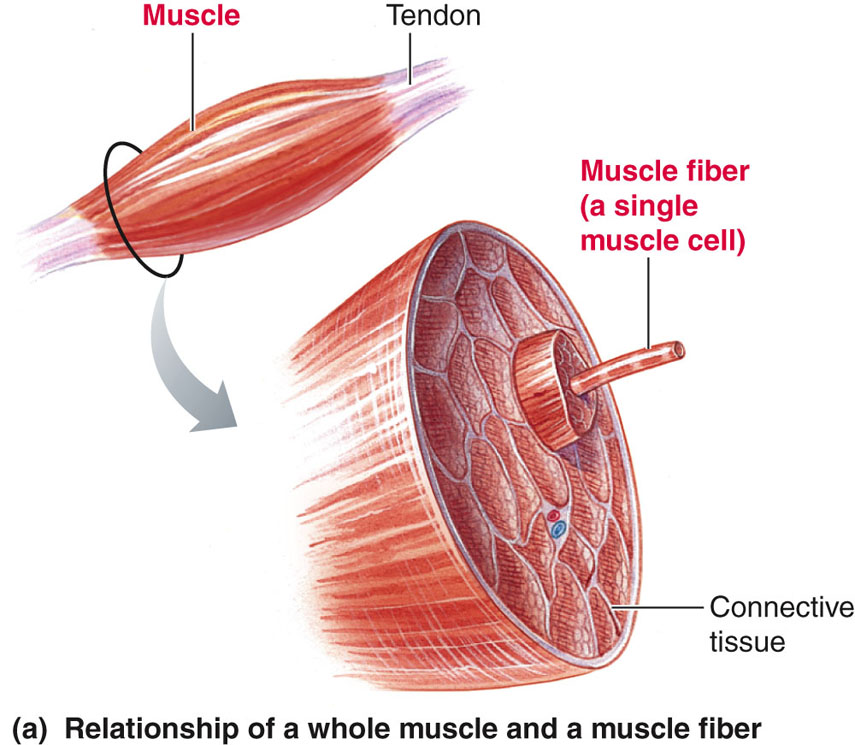 Muscle
Tendon
Muscle fiber
(a single
muscle cell)
Connective
tissue
(a) Relationship of a whole muscle and a muscle fiber